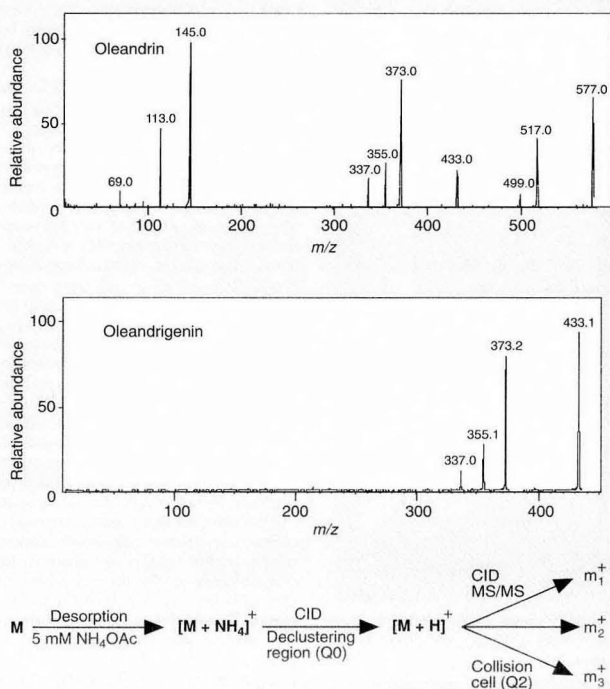 Oleandrin
Relative abundance
100
50
0
69.0
113.0
145.0
337.0
355.0
373.0
433.0
499.0
517.0
577.0
100
200
300
400
500
m/z
Oleandrigenin
Relative abundance
100
50
0
337.0
355.1
373.2
433.1
100
200
300
400
m/z
M
Desorption
5 mM NH₄OAc
[M + NH₄]⁺
CID
Declustering
region (Q0)
[M + H]⁺
CID
MS/MS
Collision
cell (Q2)
m₁⁺
m₂⁺
m₃⁺